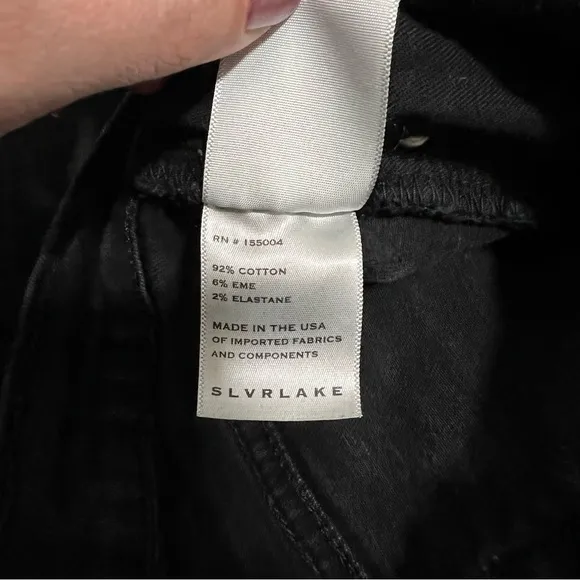 RN # 155004
92% COTTON
6% EME
2% ELASTANE
MADE IN THE USA
OF IMPORTED FABRICS
AND COMPONENTS
SLVRLAKE